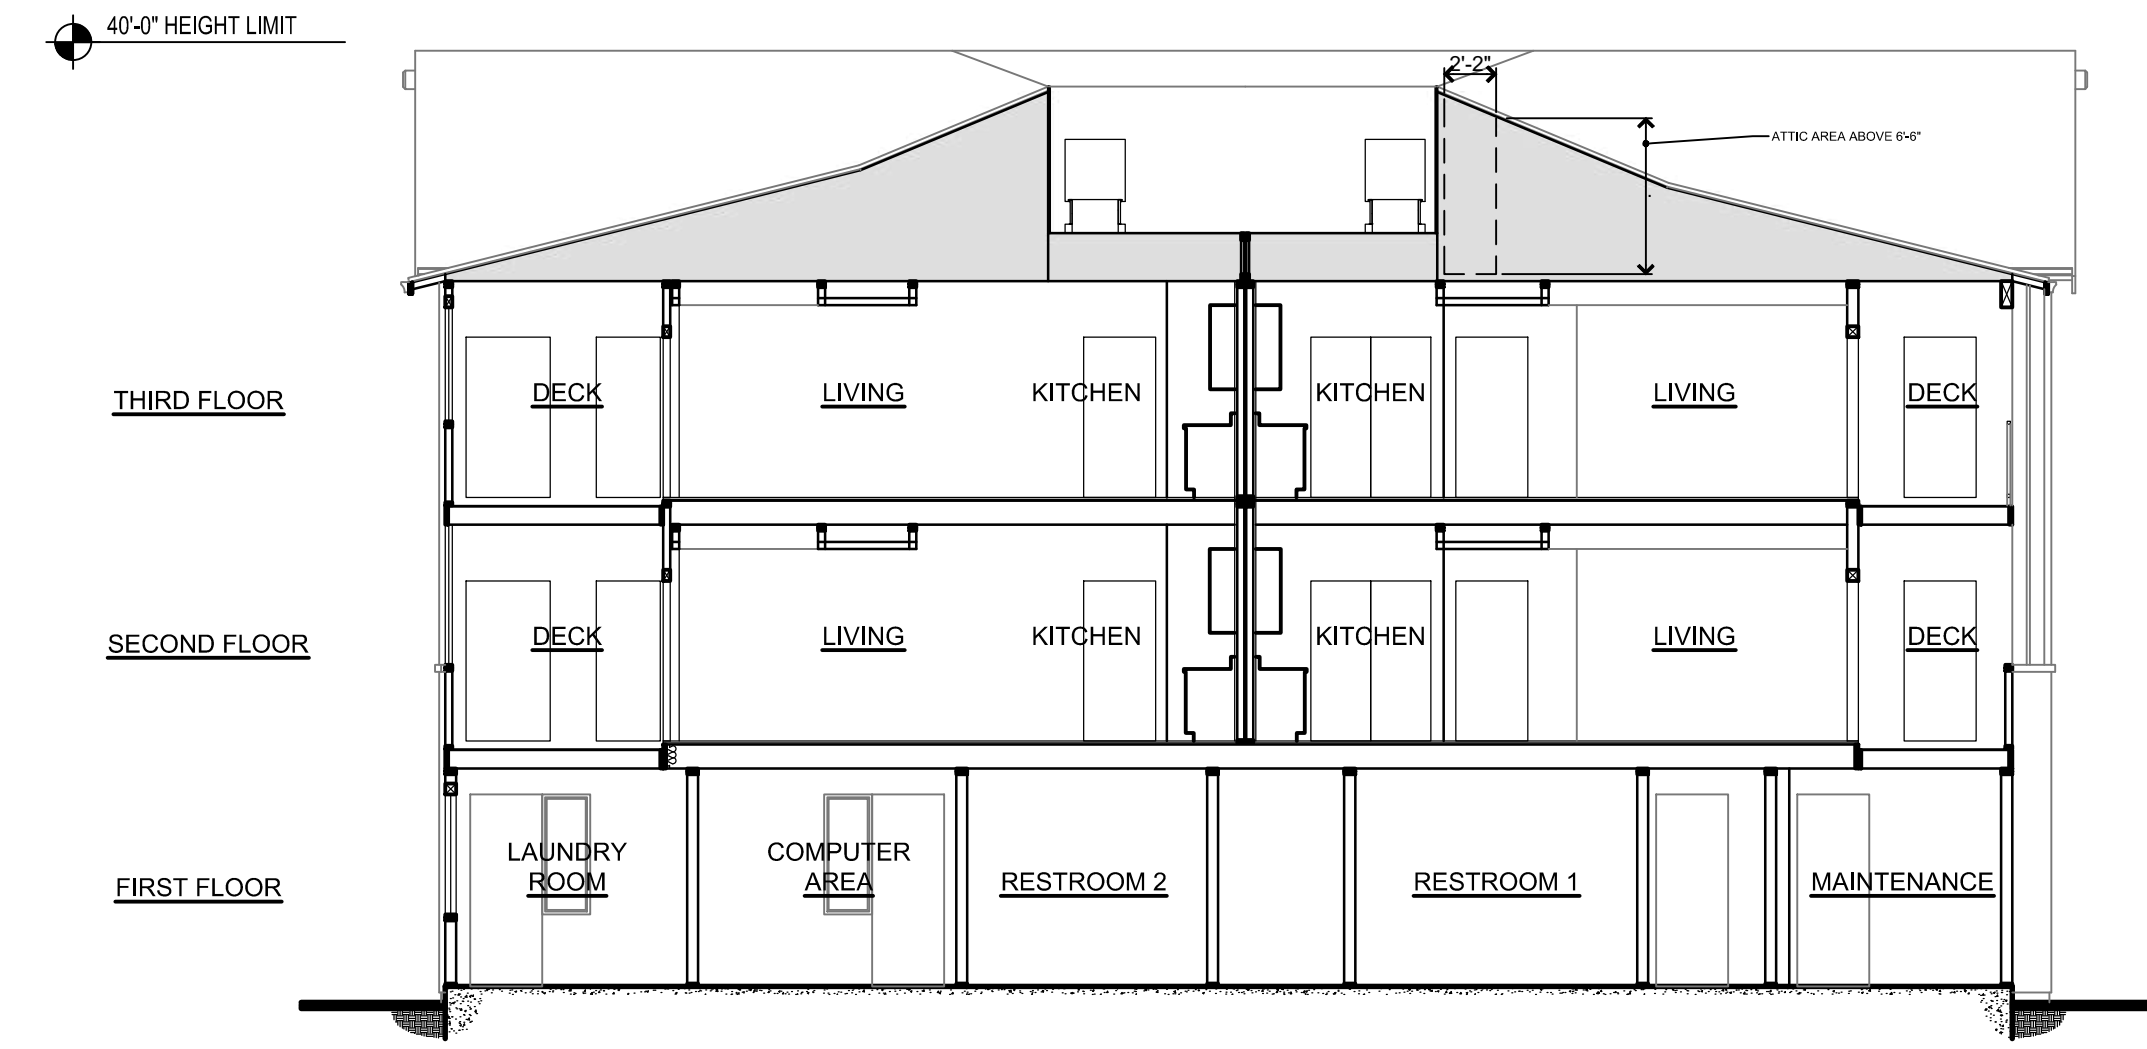 40'-0" HEIGHT LIMIT
2'-2"
ATTIC AREA ABOVE 6'-6"
THIRD FLOOR
DECK
LIVING
KITCHEN
KITCHEN
LIVING
DECK
SECOND FLOOR
DECK
LIVING
KITCHEN
KITCHEN
LIVING
DECK
FIRST FLOOR
LAUNDRY
ROOM
COMPUTER
AREA
RESTROOM 2
RESTROOM 1
MAINTENANCE